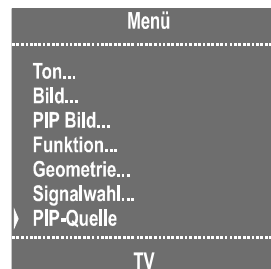 Menü
Ton...
Bild...
PIP Bild...
Funktion...
Geometrie...
Signalwahl...
PIP-Quelle
TV